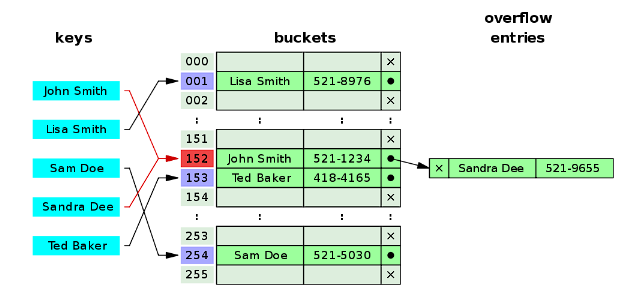 overflow
keys buckets entries
000
John Smith 001 Lisa Smith 521-8976
002
Lisa Smith : : : :
151
Sam Doe 152 John Smith 521-1234 Sandra Dee 521-9655
153 Ted Baker 418-4165
Sandra Dee 154
: : : :
Ted Baker 253
254 Sam Doe 521-5030
255